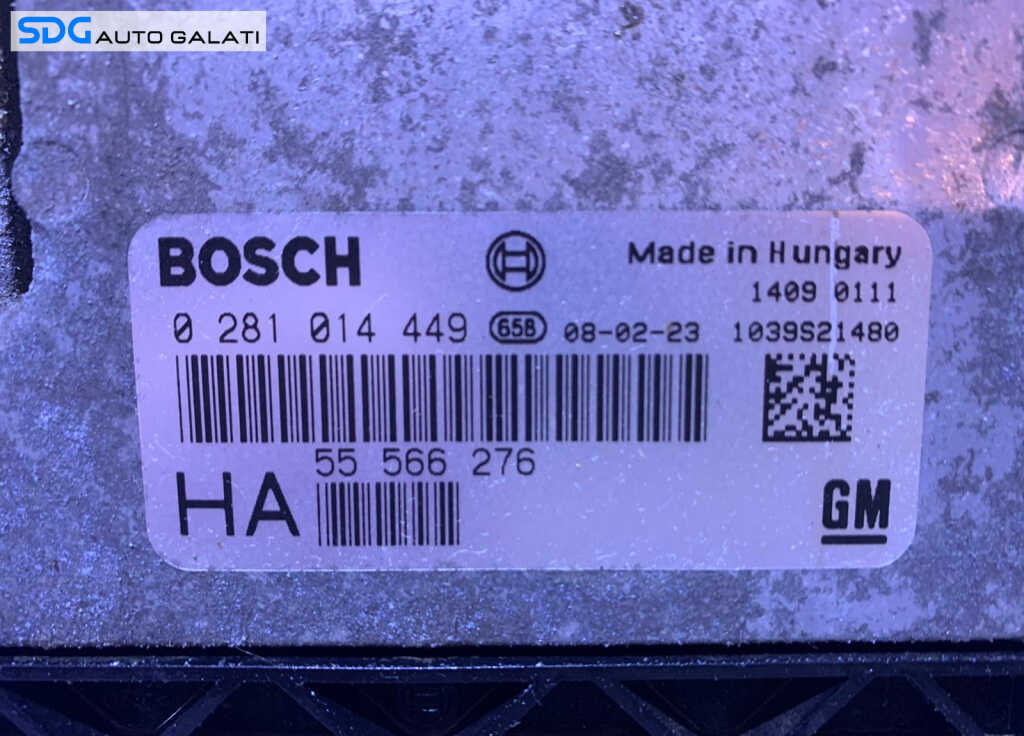 SDG AUTO GALATI
BOSCH
Made in Hungary
1409 0111
0 281 014 449 658 08-02-23 1039S21480
55 566 276
HA
GM